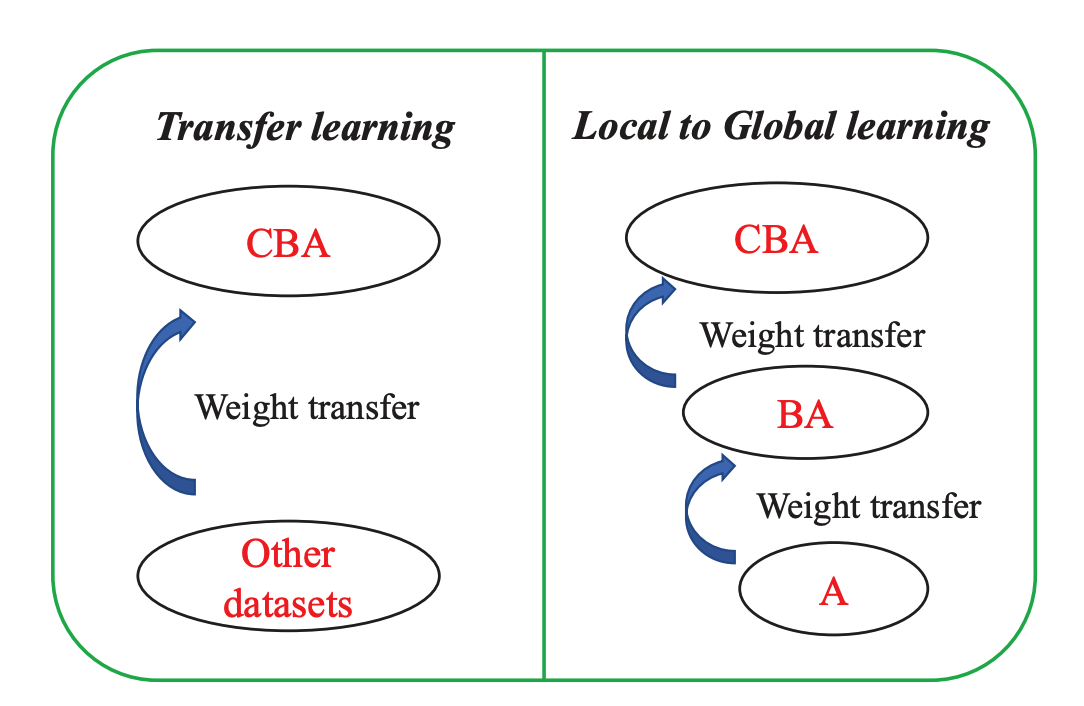 Transfer learning
CBA
Weight transfer
Other
datasets
Local to Global learning
CBA
Weight transfer
BA
Weight transfer
A